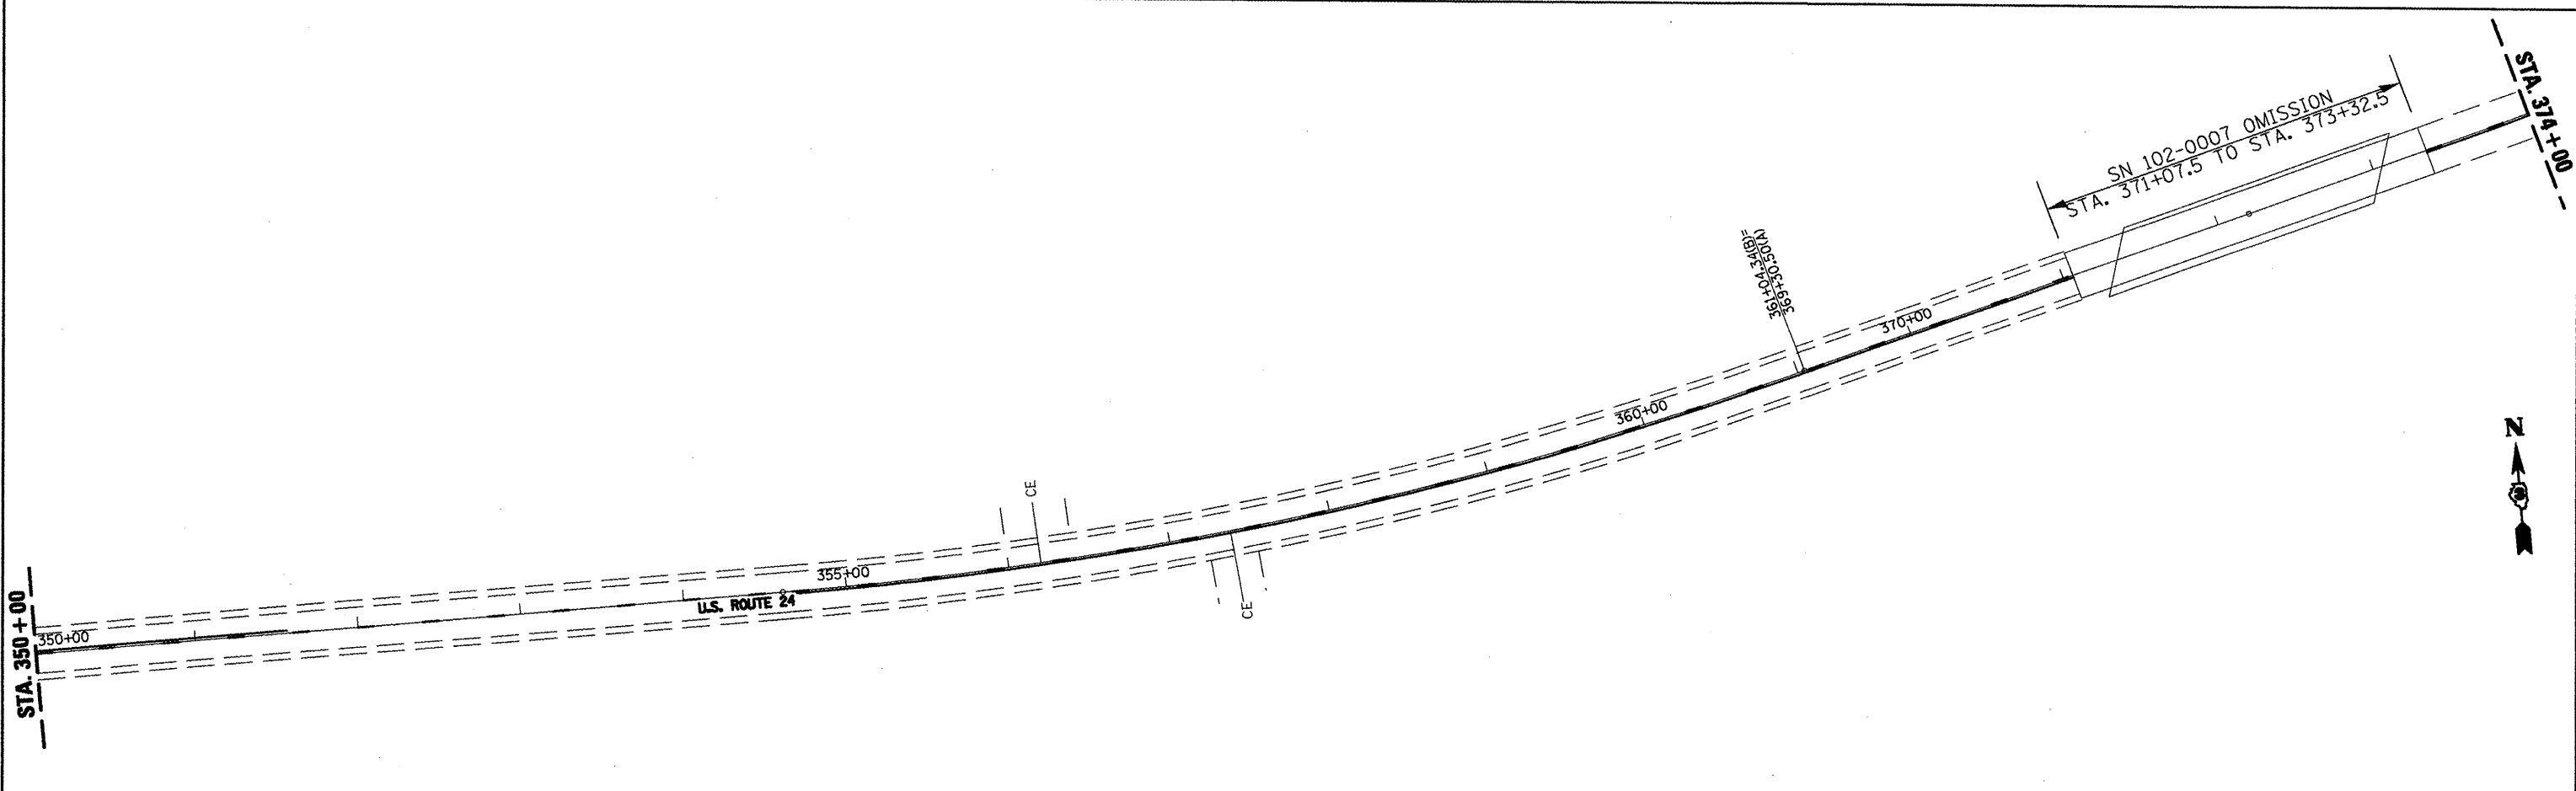 STA. 350+00
350+00
U.S. ROUTE 24
355+00
CE
CE
360+00
361+04.34(B)=
369+30.50(A)
370+00
SN 102-0007 OMISSION
STA. 371+07.5 TO STA. 373+32.5
STA. 374+00
N